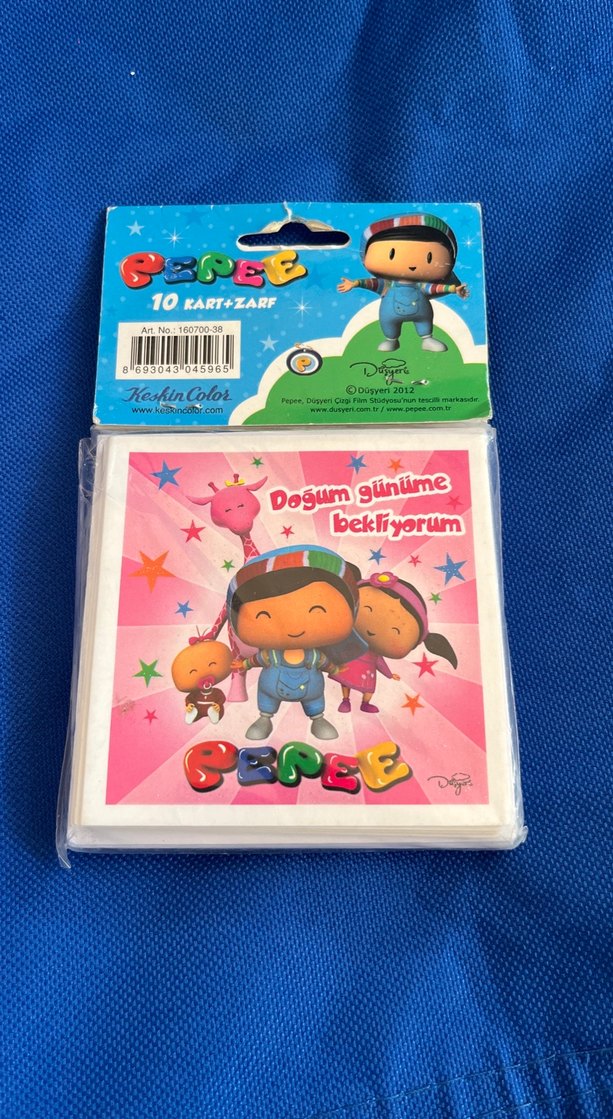 PEPEE
10 KART+ZARF
Art. No.: 160700-38
8 693043 045965
Keskin Color
www.keskincolor.com
P
Düşyeri
©Düşyeri 2012
Pepee, Düşyeri Çizgi Film Stüdyosu'nun tescilli markasıdır.
www.dusyeri.com.tr / www.pepee.com.tr
Doğum günüme
bekliyorum
PEPEE
Düşyeri